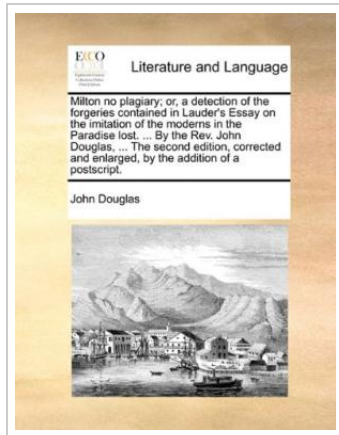 ECCO
Literature and Language
Milton no plagiary; or, a detection of the
forgeries contained in Lauder's Essay on
the imitation of the moderns in the
Paradise lost. ... By the Rev. John
Douglas, ... The second edition, corrected
and enlarged, by the addition of a
postscript.
John Douglas